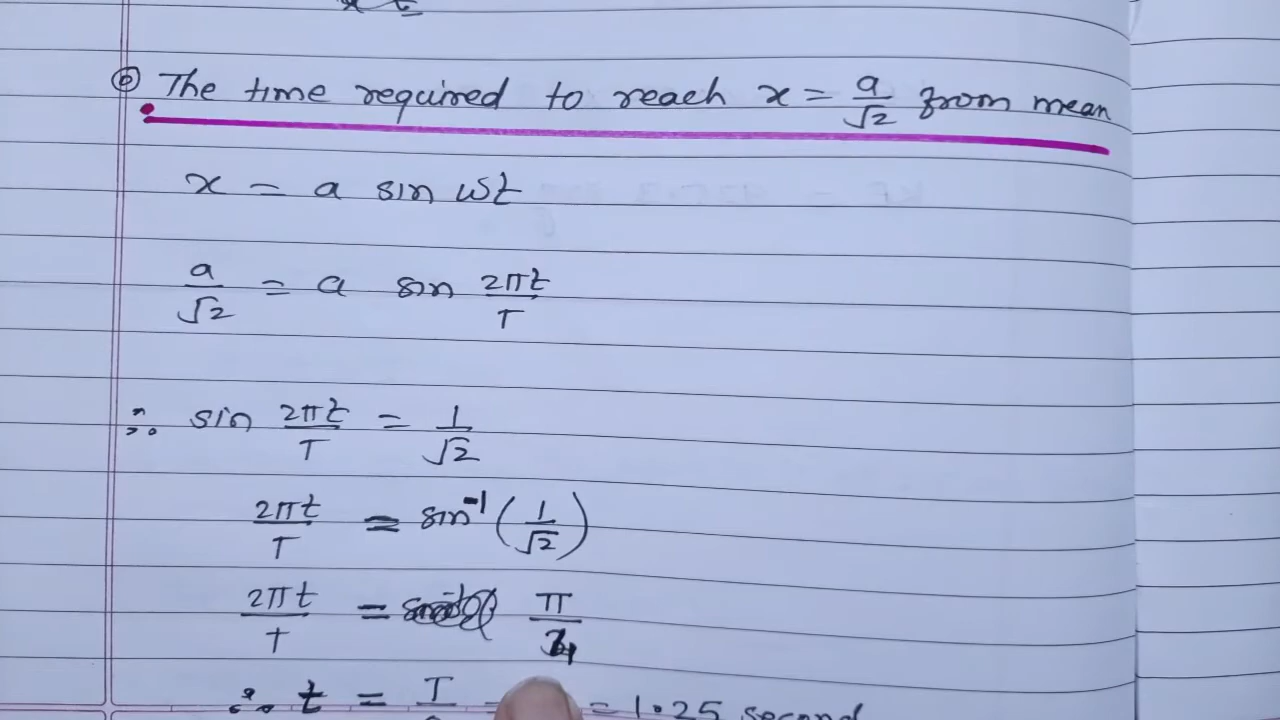 (b) The time required to reach x = a/√2 from mean
x = a sin ωt
a/√2 = a sin 2πt/T
∴ sin 2πt/T = 1/√2
2πt/T = sin⁻¹(1/√2)
2πt/T = π/4
∴ t = T = 1.25 second